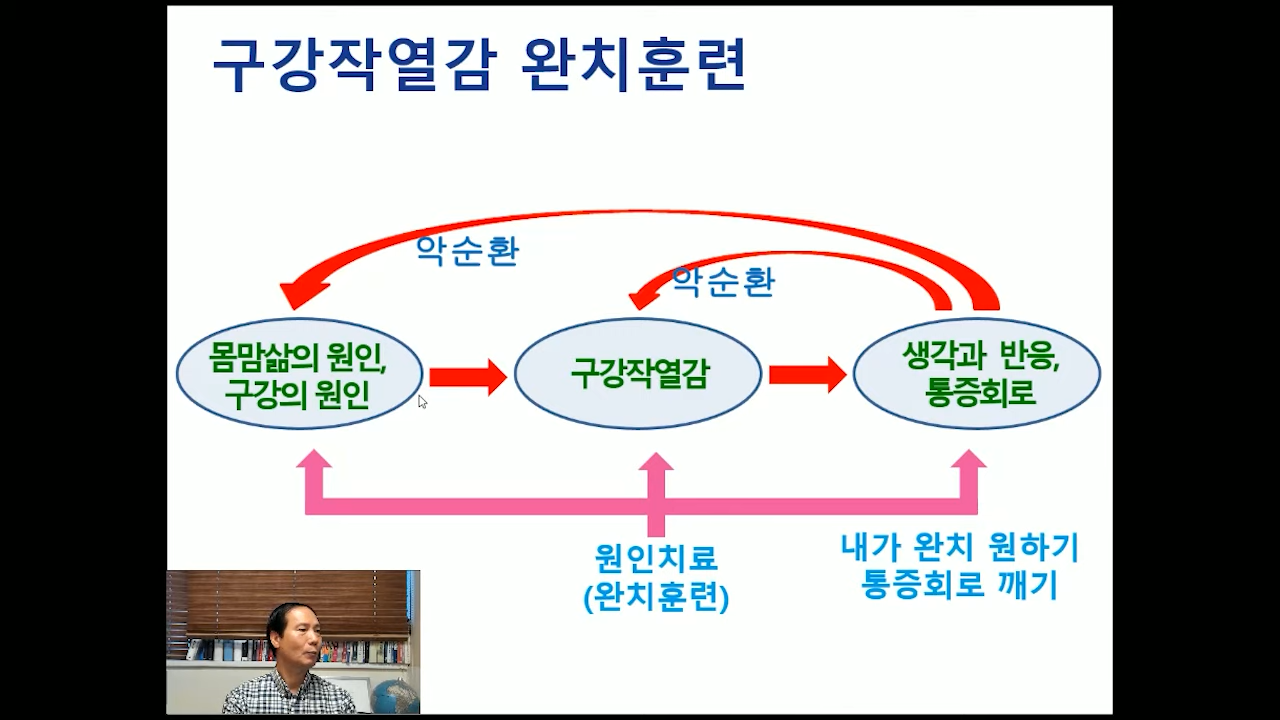 구강작열감 완치훈련
악순환
악순환
몸맘삶의 원인,
구강의 원인
구강작열감
생각과 반응,
통증회로
원인치료
(완치훈련)
내가 완치 원하기
통증회로 깨기